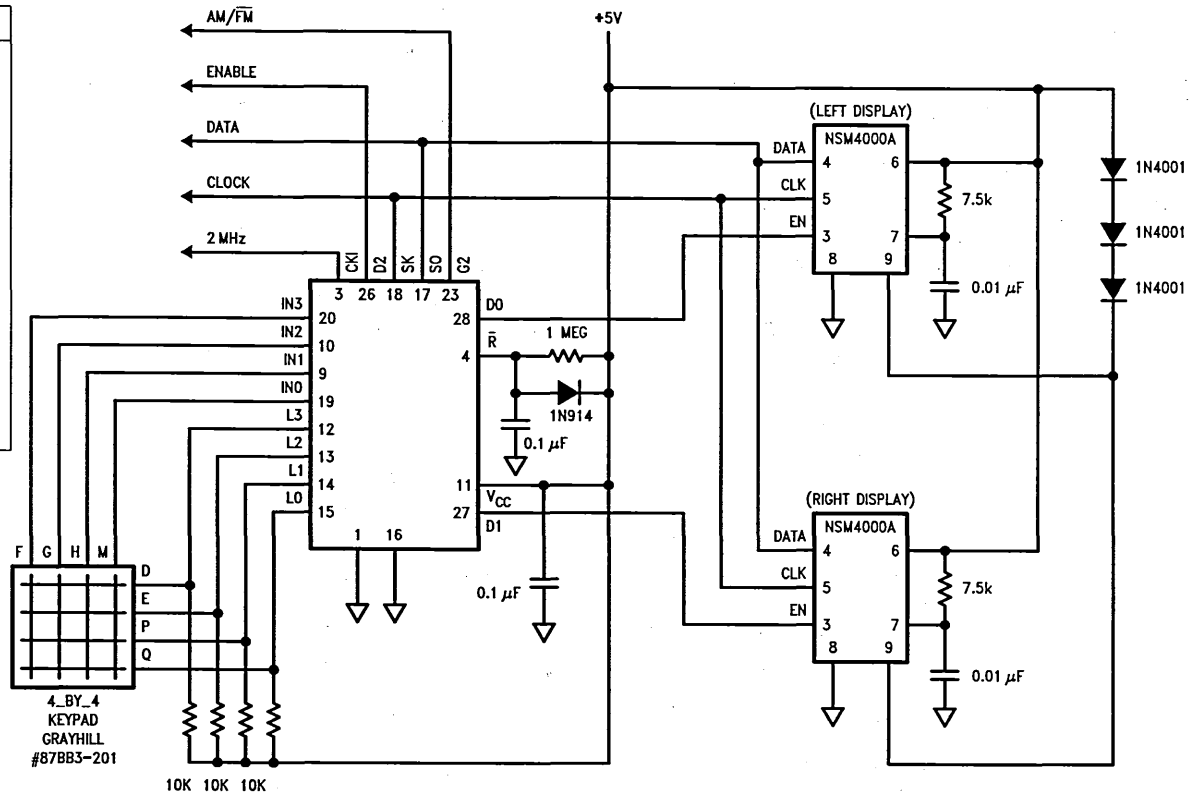 AM/FM
ENABLE
DATA
CLOCK
2 MHz
+5V
CKI
D2
SK
SO
G2
3 26 18 17 23
IN3
20
IN2
10
IN1
9
IN0
19
L3
12
L2
13
L1
14
L0
15
1 16
28
D0
4
R
1 MEG
1N914
0.1 µF
11
VCC
27
D1
0.1 µF
F G H M
D
E
P
Q
4_BY_4
KEYPAD
GRAYHILL
#87BB3-201
10K 10K 10K
(LEFT DISPLAY)
NSM4000A
DATA
4
CLK
5
EN
3
6
7
8 9
7.5k
0.01 µF
1N4001
1N4001
1N4001
(RIGHT DISPLAY)
NSM4000A
DATA
4
CLK
5
EN
3
6
7
8 9
7.5k
0.01 µF